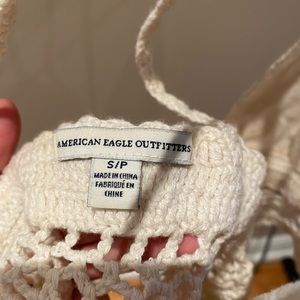 AMERICAN EAGLE OUTFITTERS
S/P
MADE IN CHINA
FABRIQUÉ EN
CHINE